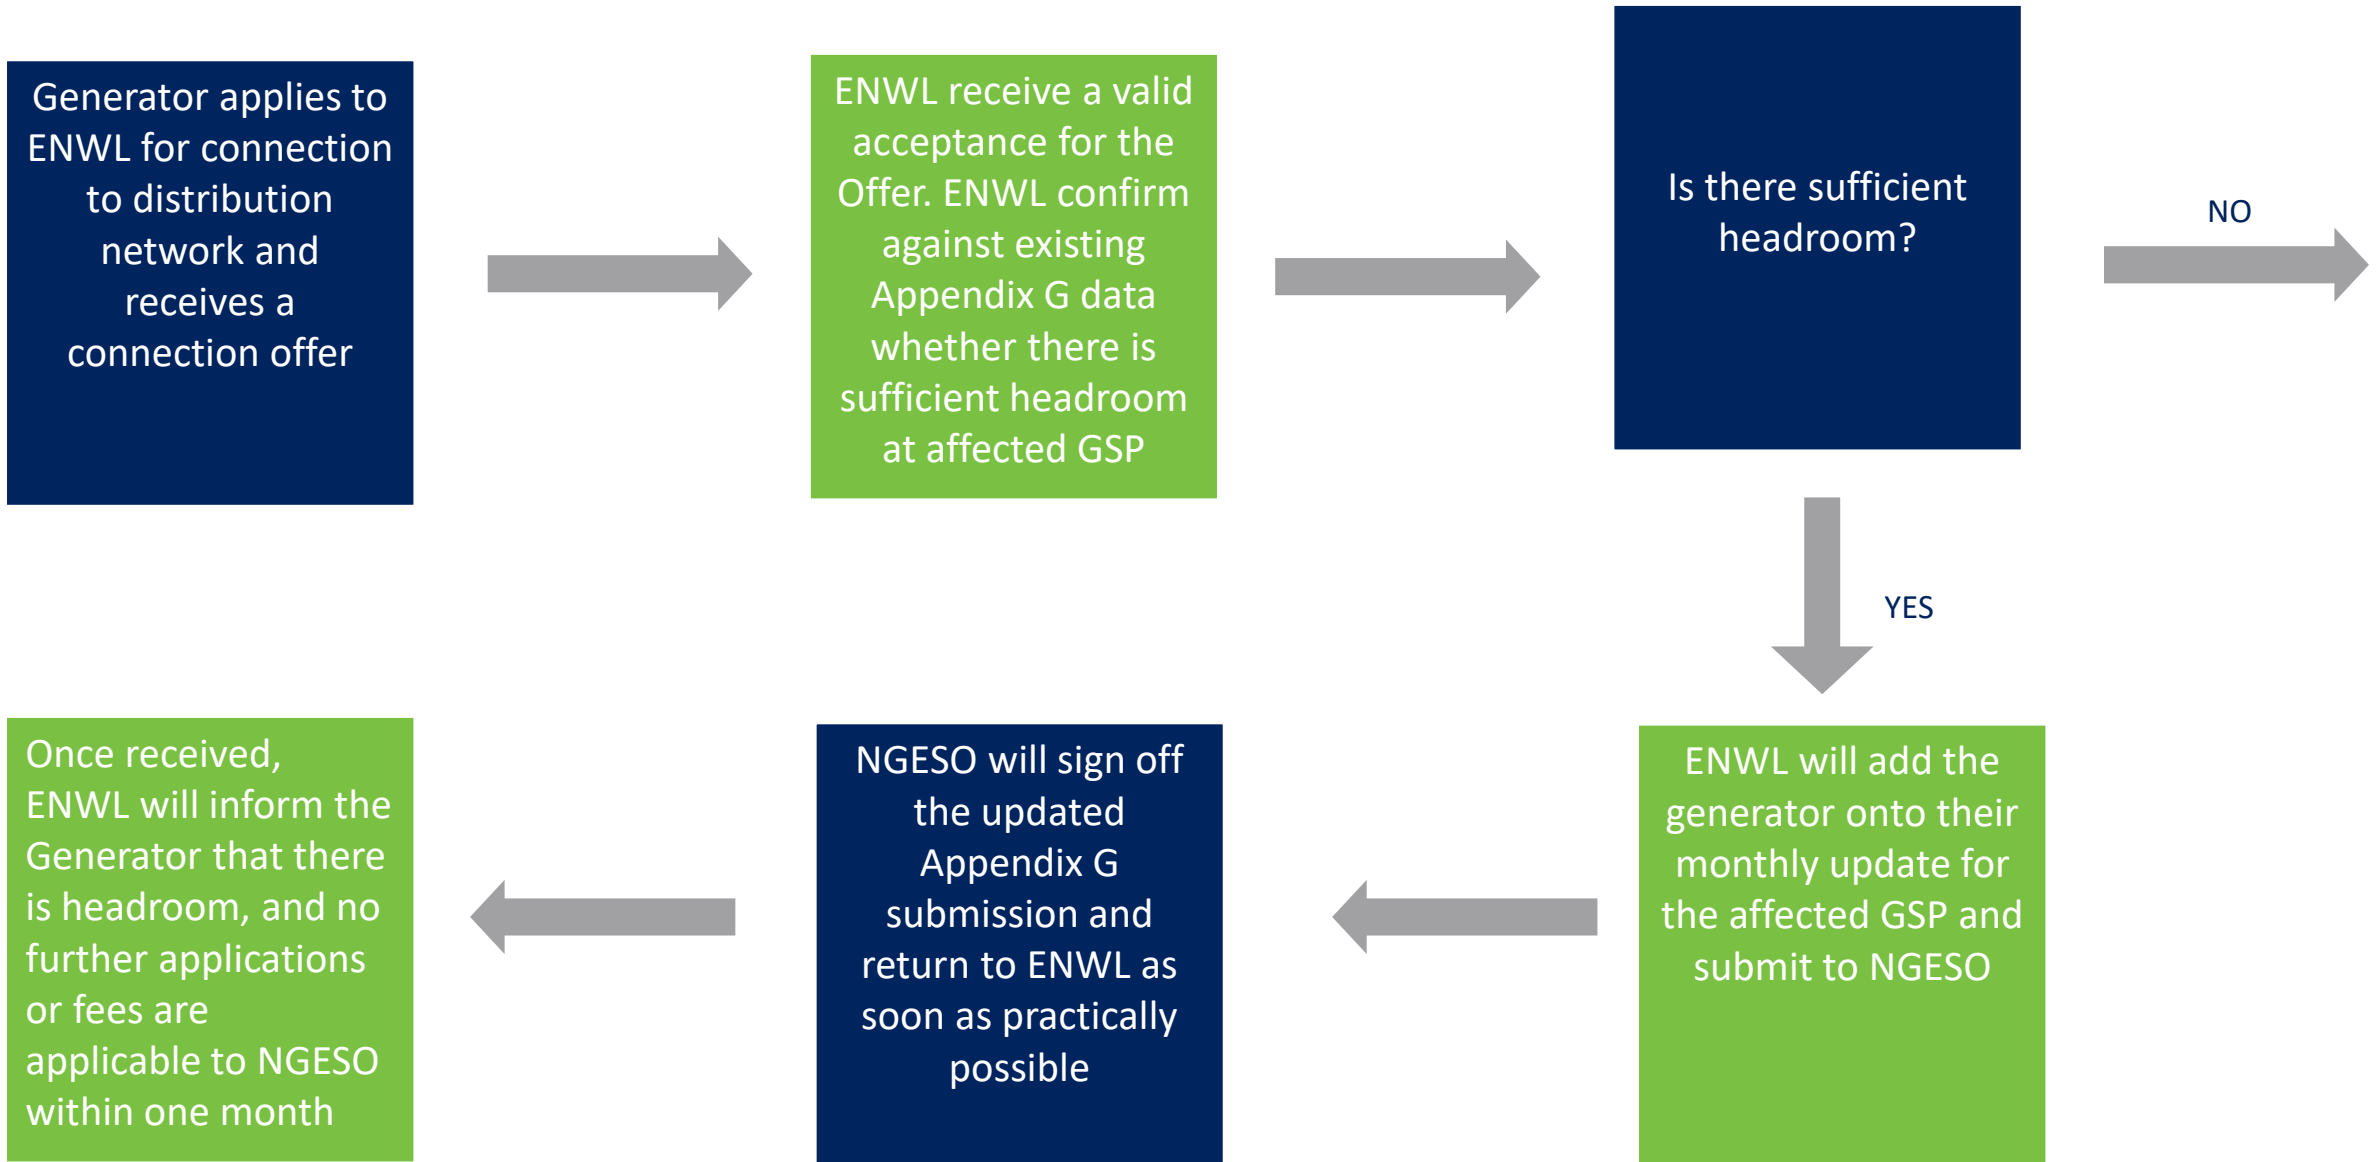 Generator applies to
ENWL for connection
to distribution
network and
receives a
connection offer
ENWL receive a valid
acceptance for the
Offer. ENWL confirm
against existing
Appendix G data
whether there is
sufficient headroom
at affected GSP
Is there sufficient
headroom?
NO
YES
ENWL will add the
generator onto their
monthly update for
the affected GSP and
submit to NGESO
NGESO will sign off
the updated
Appendix G
submission and
return to ENWL as
soon as practically
possible
Once received,
ENWL will inform the
Generator that there
is headroom, and no
further applications
or fees are
applicable to NGESO
within one month